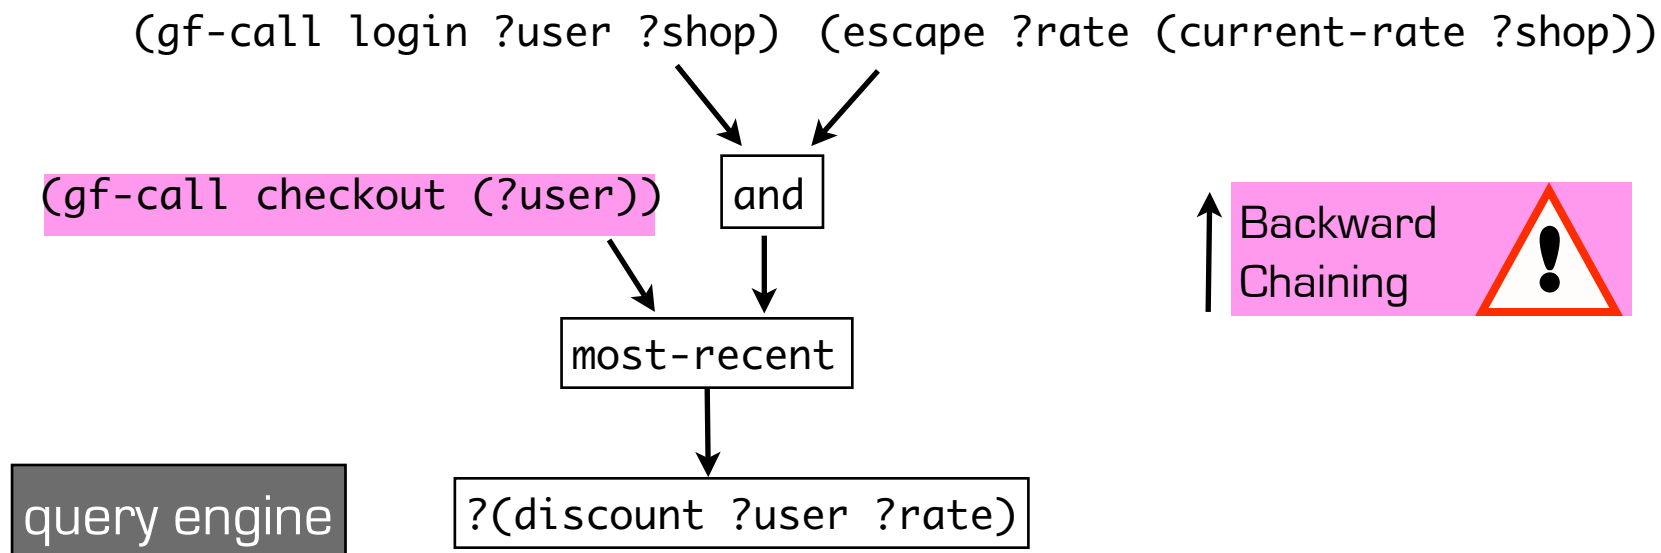 (gf-call login ?user ?shop) (escape ?rate (current-rate ?shop))
(gf-call checkout (?user))
and
Backward
Chaining
!
most-recent
query engine
?(discount ?user ?rate)